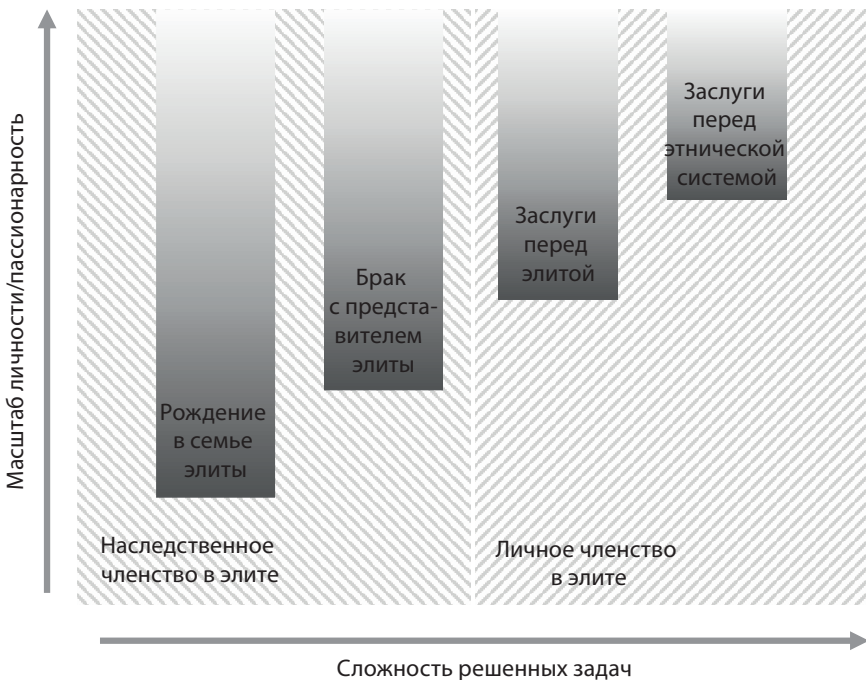 Масштаб личности/пассионарность
Рождение
в семье
элиты
Брак
с предста-
вителем
элиты
Заслуги
перед
элитой
Заслуги
перед
этнической
системой
Наследственное
членство в элите
Личное членство
в элите
Сложность решенных задач